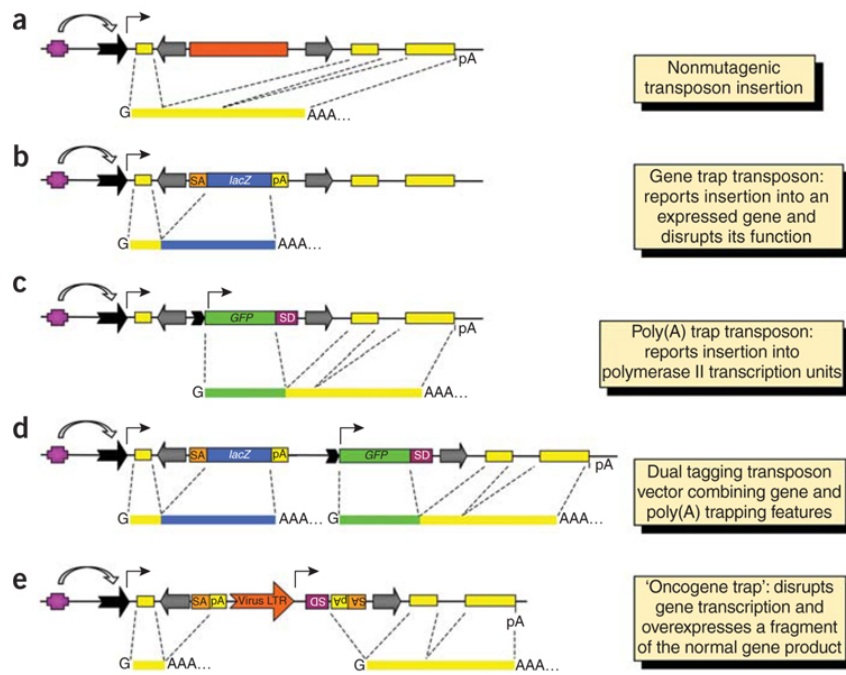 a
pA
G AAA…
Nonmutagenic
transposon insertion
b
SA lacZ pA
G AAA…
Gene trap transposon:
reports insertion into an
expressed gene and
disrupts its function
c
GFP SD
pA
G AAA…
Poly(A) trap transposon:
reports insertion into
polymerase II transcription units
d
SA lacZ pA GFP SD
pA
G AAA… G AAA…
Dual tagging transposon
vector combining gene and
poly(A) trapping features
e
SA pA Virus LTR SD pA SA
pA
G AAA… G AAA…
‘Oncogene trap’: disrupts
gene transcription and
overexpresses a fragment
of the normal gene product